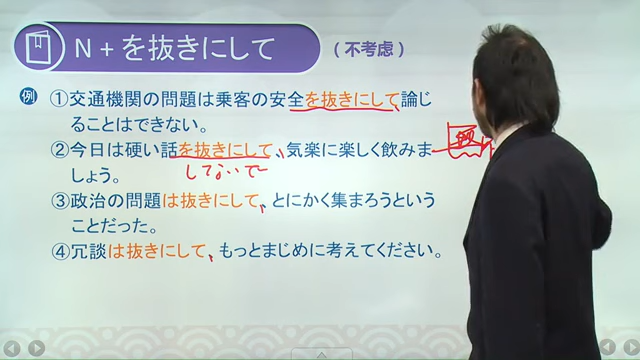 N＋を抜きにして
(不考虑)
例
①交通機関の問題は乗客の安全を抜きにして、論じ
ることはできない。
②今日は硬い話を抜きにして、気楽に楽しく飲みま
しょう。
しないで
③政治の問題は抜きにして、とにかく集まろうという
ことだった。
④冗談は抜きにして、もっとまじめに考えてください。